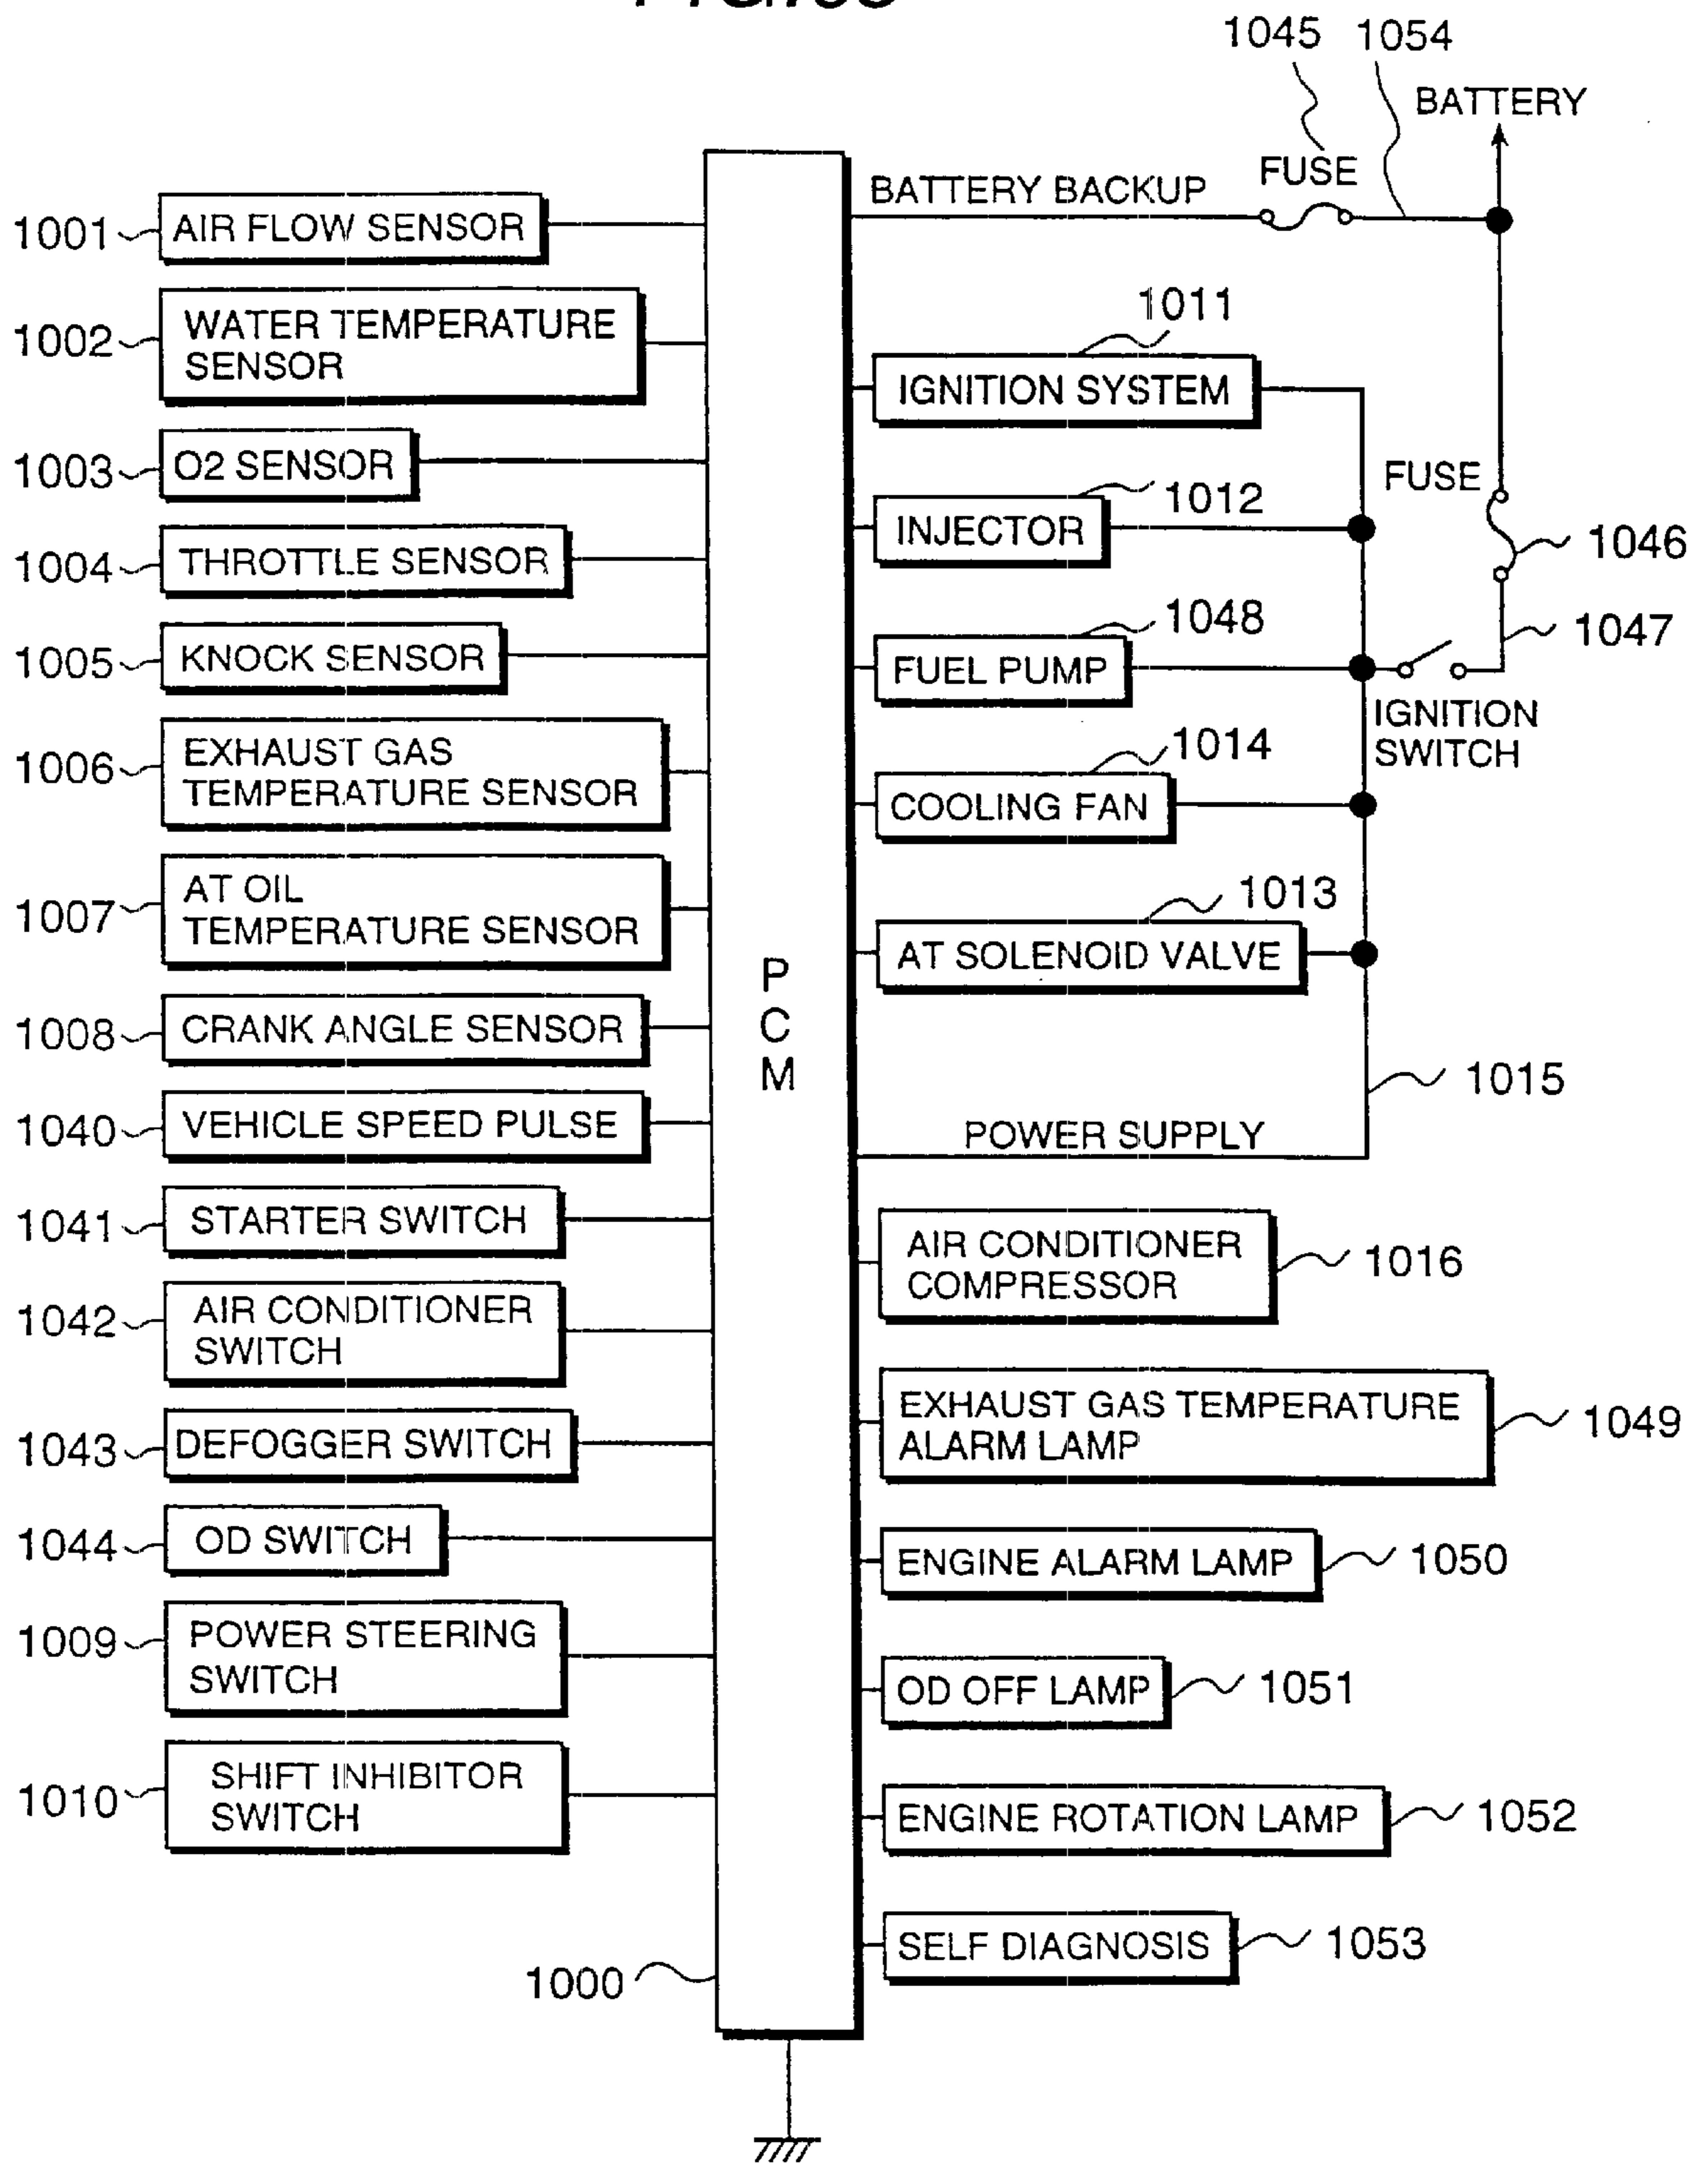 1045 1054
BATTERY
FUSE
BATTERY BACKUP
1001 AIR FLOW SENSOR
1002 WATER TEMPERATURE
SENSOR
1003 O2 SENSOR
1004 THROTTLE SENSOR
1005 KNOCK SENSOR
1006 EXHAUST GAS
TEMPERATURE SENSOR
1007 AT OIL
TEMPERATURE SENSOR
1008 CRANK ANGLE SENSOR
1040 VEHICLE SPEED PULSE
1041 STARTER SWITCH
1042 AIR CONDITIONER
SWITCH
1043 DEFOGGER SWITCH
1044 OD SWITCH
1009 POWER STEERING
SWITCH
1010 SHIFT INHIBITOR
SWITCH
P
C
M
1000
1011
IGNITION SYSTEM
FUSE
1012
INJECTOR
1046
1048
1047
FUEL PUMP
IGNITION
SWITCH
1014
COOLING FAN
1013
AT SOLENOID VALVE
1015
POWER SUPPLY
AIR CONDITIONER
COMPRESSOR
1016
EXHAUST GAS TEMPERATURE
ALARM LAMP
1049
ENGINE ALARM LAMP 1050
OD OFF LAMP 1051
ENGINE ROTATION LAMP 1052
SELF DIAGNOSIS 1053